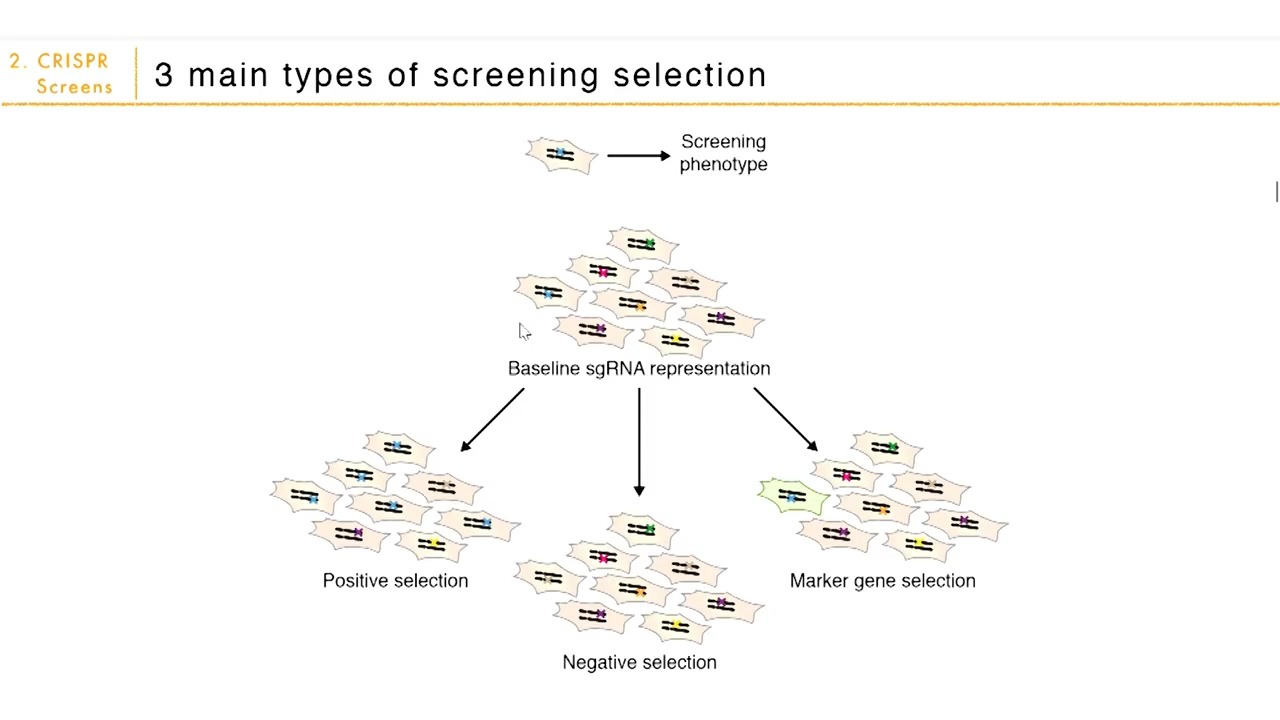 2. CRISPR
Screens
3 main types of screening selection
Screening
phenotype
Baseline sgRNA representation
Positive selection
Marker gene selection
Negative selection